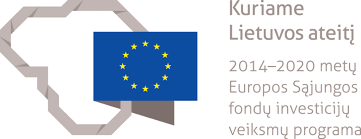 Kuriame
Lietuvos ateitį
2014–2020 metų
Europos Sąjungos
fondų investicijų
veiksmų programa